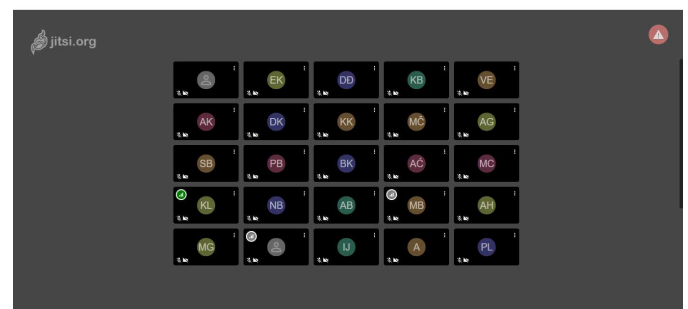 jitsi.org
EK DĐ KB VE
AK DK KK MČ AG
SB PB BK AČ MC
KL NB AB MB AH
MG IJ A PL